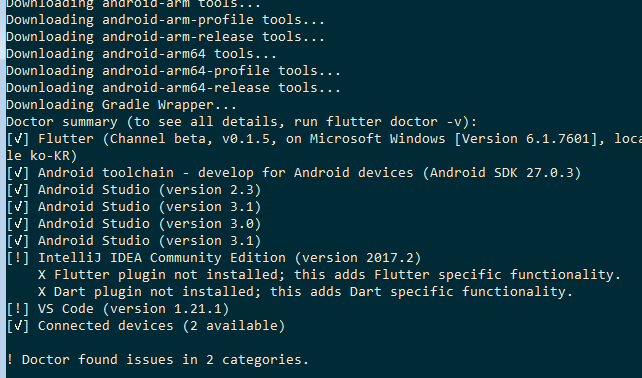 Downloading android-arm tools...
Downloading android-arm-profile tools...
Downloading android-arm-release tools...
Downloading android-arm64 tools...
Downloading android-arm64-profile tools...
Downloading android-arm64-release tools...
Downloading Gradle Wrapper...
Doctor summary (to see all details, run flutter doctor -v):
[√] Flutter (Channel beta, v0.1.5, on Microsoft Windows [Version 6.1.7601], loca
le ko-KR)
[√] Android toolchain - develop for Android devices (Android SDK 27.0.3)
[√] Android Studio (version 2.3)
[√] Android Studio (version 3.1)
[√] Android Studio (version 3.0)
[√] Android Studio (version 3.1)
[!] IntelliJ IDEA Community Edition (version 2017.2)
X Flutter plugin not installed; this adds Flutter specific functionality.
X Dart plugin not installed; this adds Dart specific functionality.
[!] VS Code (version 1.21.1)
[√] Connected devices (2 available)
! Doctor found issues in 2 categories.